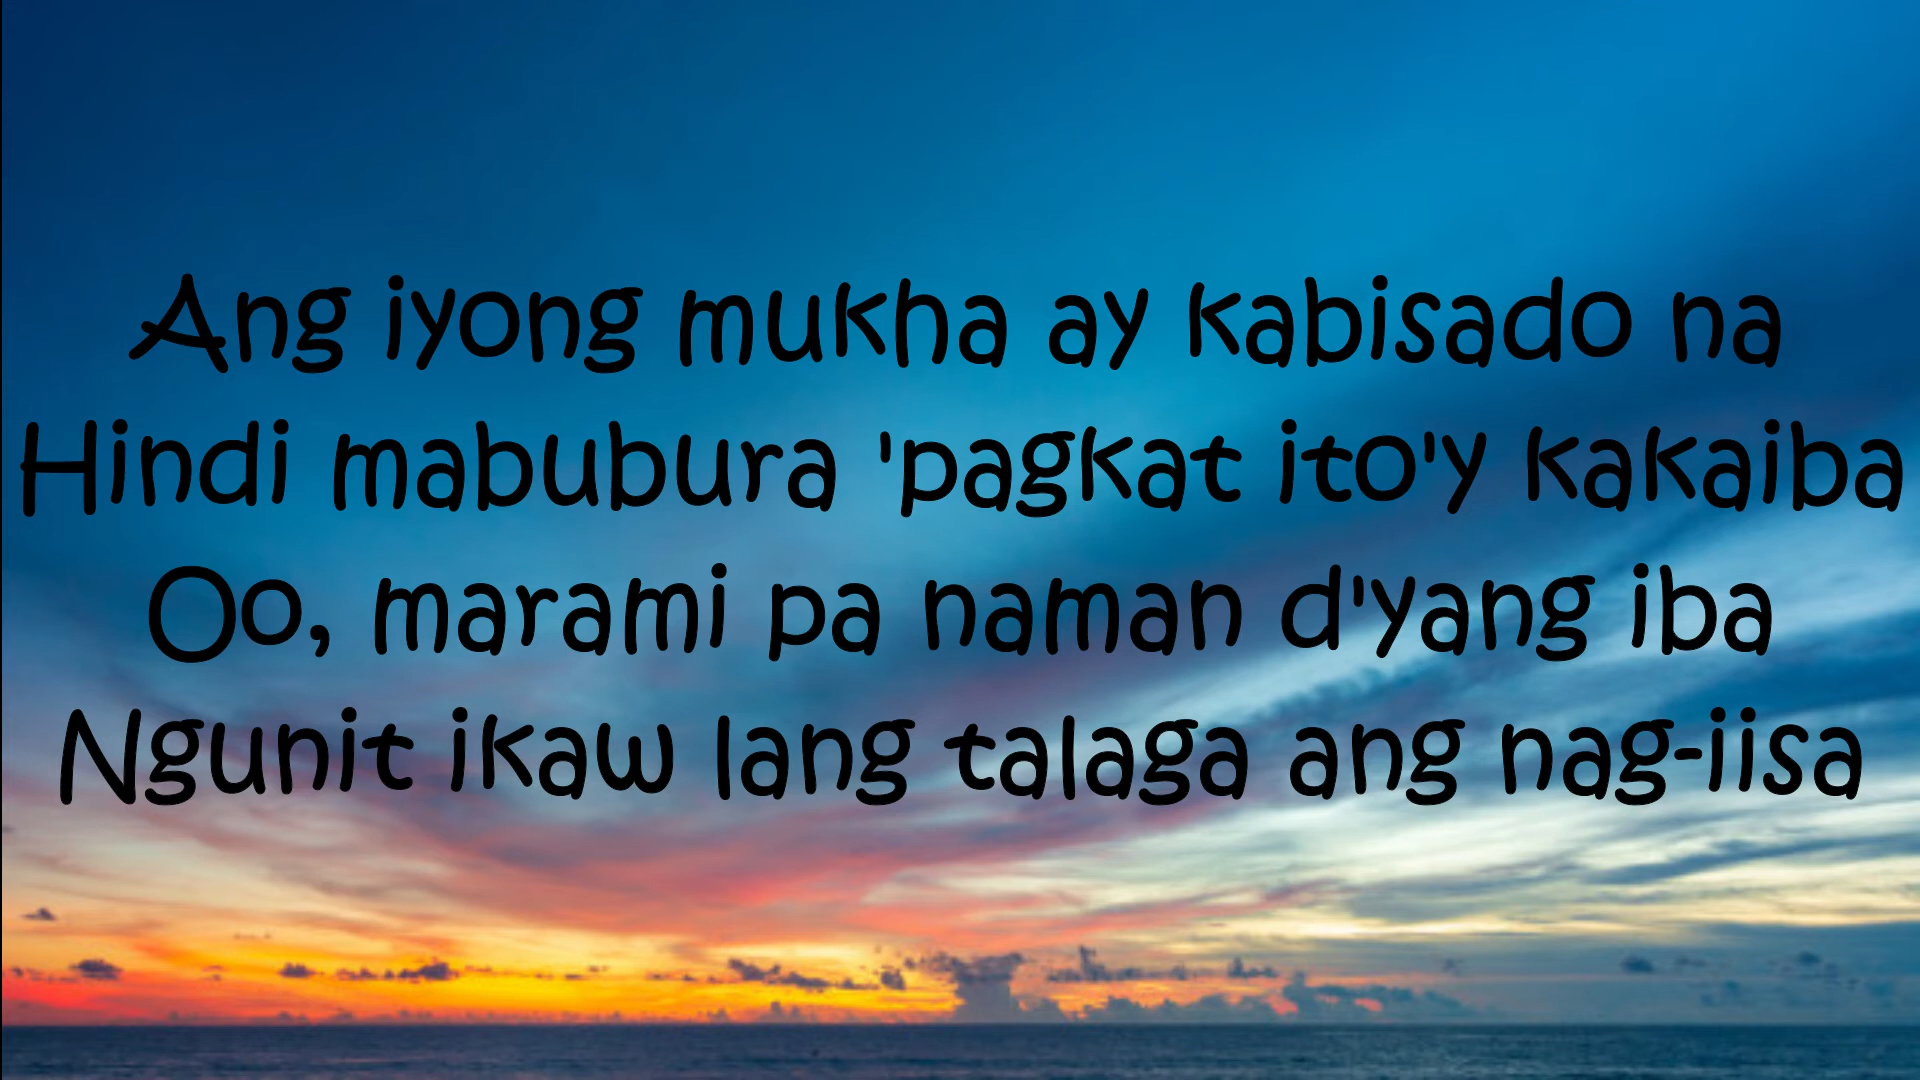 Ang iyong mukha ay kabisado na
Hindi mabubura 'pagkat ito'y kakaiba
Oo, marami pa naman d'yang iba
Ngunit ikaw lang talaga ang nag-iisa